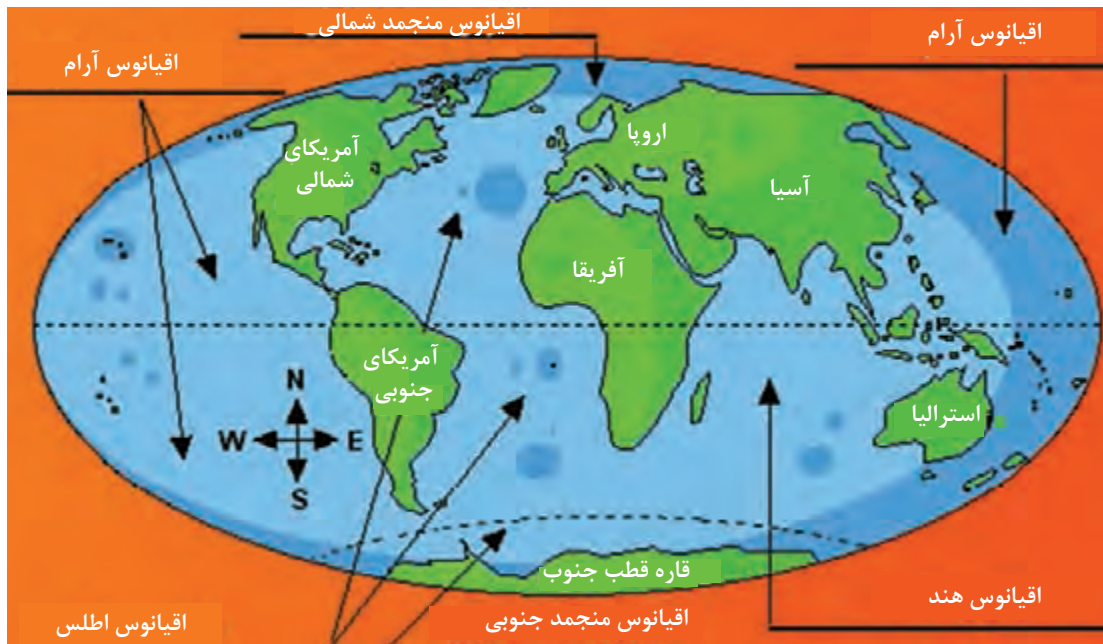 اقیانوس منجمد شمالی
اقیانوس آرام
اقیانوس آرام
اروپا
آمریکای
شمالی
آسیا
آفریقا
آمریکای
جنوبی
N
W
E
S
استرالیا
قاره قطب جنوب
اقیانوس هند
اقیانوس منجمد جنوبی
اقیانوس اطلس